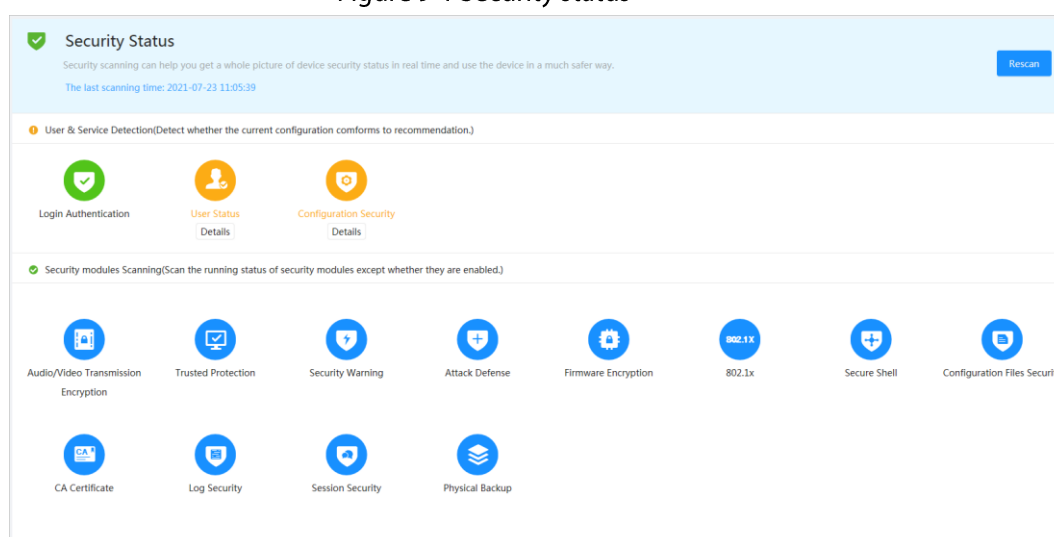 Security Status
Security scanning can help you get a whole picture of device security status in real time and use the device in a much safer way.
Rescan
The last scanning time: 2021-07-23 11:05:39
User & Service Detection(Detect whether the current configuration comforms to recommendation.)
Login Authentication
User Status
Configuration Security
Details
Details
Security modules Scanning(Scan the running status of security modules except whether they are enabled.)
802.1X
Audio/Video Transmission
Encryption
Trusted Protection
Security Warning
Attack Defense
Firmware Encryption
802.1x
Secure Shell
Configuration Files Securi
CA
CA Certificate
Log Security
Session Security
Physical Backup